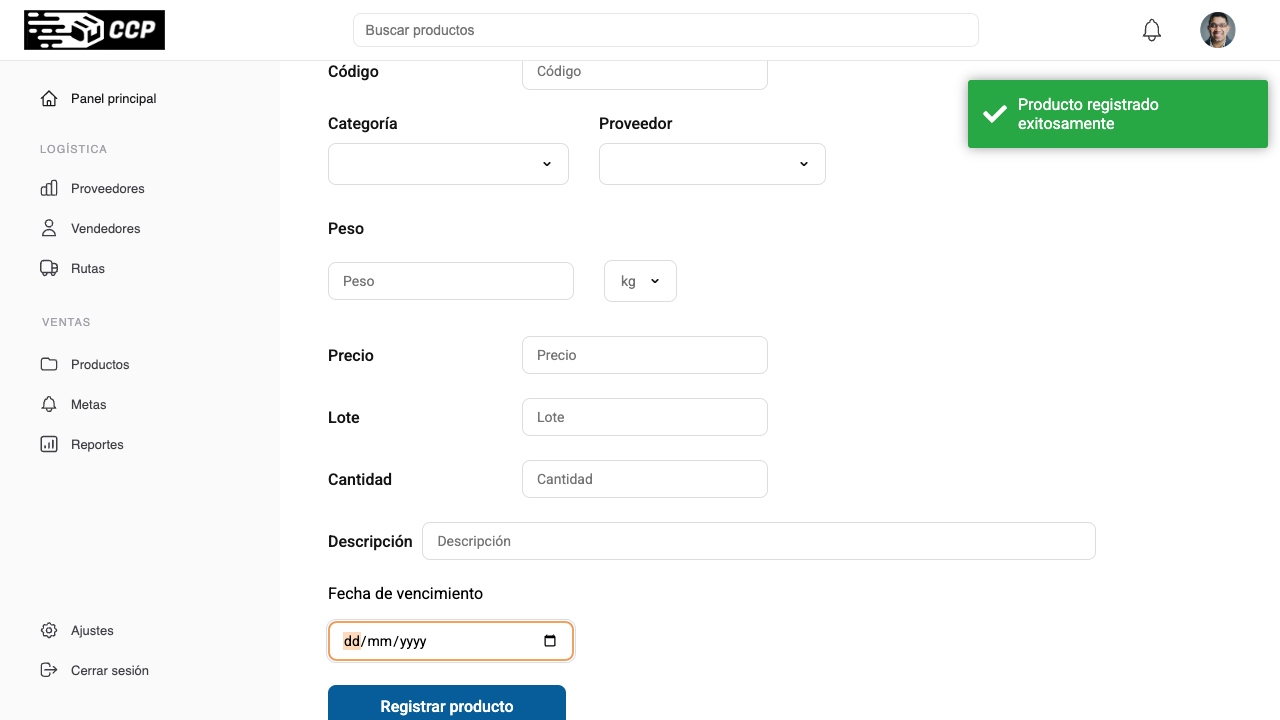 CCP
Buscar productos
Panel principal
LOGÍSTICA
Proveedores
Vendedores
Rutas
VENTAS
Productos
Metas
Reportes
Ajustes
Cerrar sesión
Código
Código
Categoría
Proveedor
Peso
Peso
kg
Precio
Precio
Lote
Lote
Cantidad
Cantidad
Descripción
Descripción
Fecha de vencimiento
dd/mm/yyyy
Registrar producto
Producto registrado
exitosamente